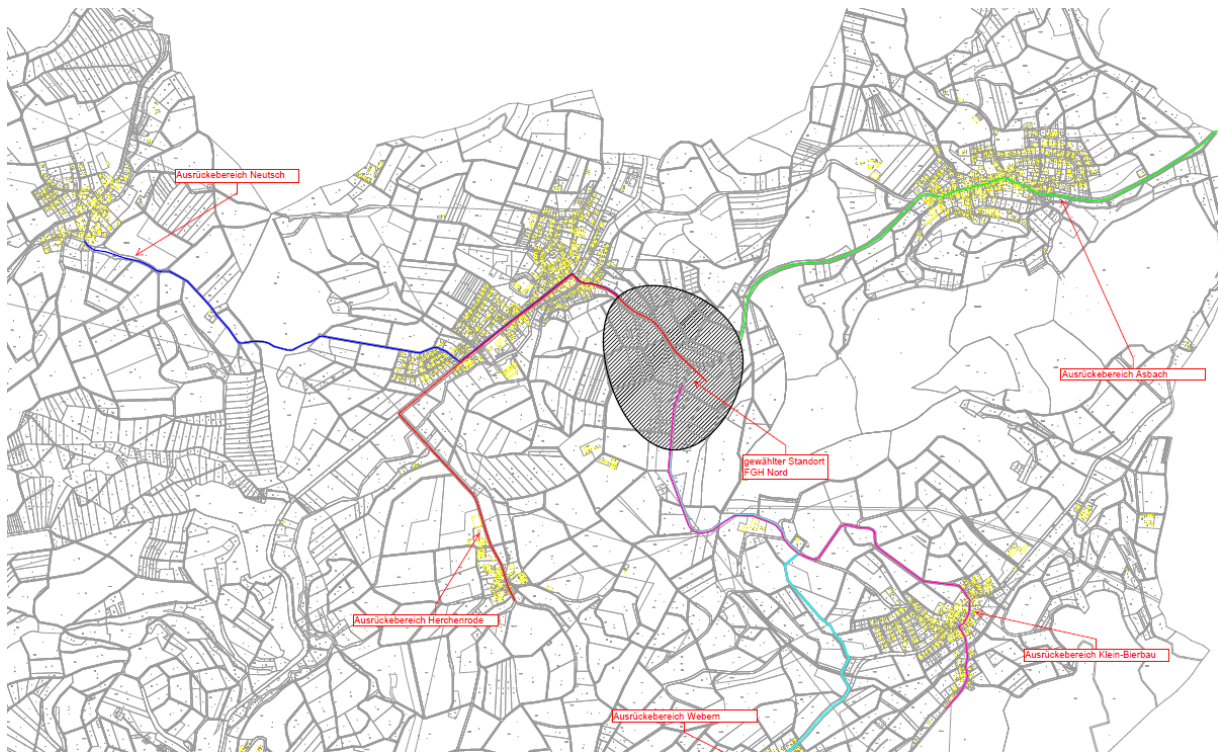 Ausrückebereich Neutsch
Ausrückebereich Asbach
gewählter Standort
FGH Nord
Ausrückebereich Herchenrode
Ausrückebereich Klein-Bierbau
Ausrückebereich Webern